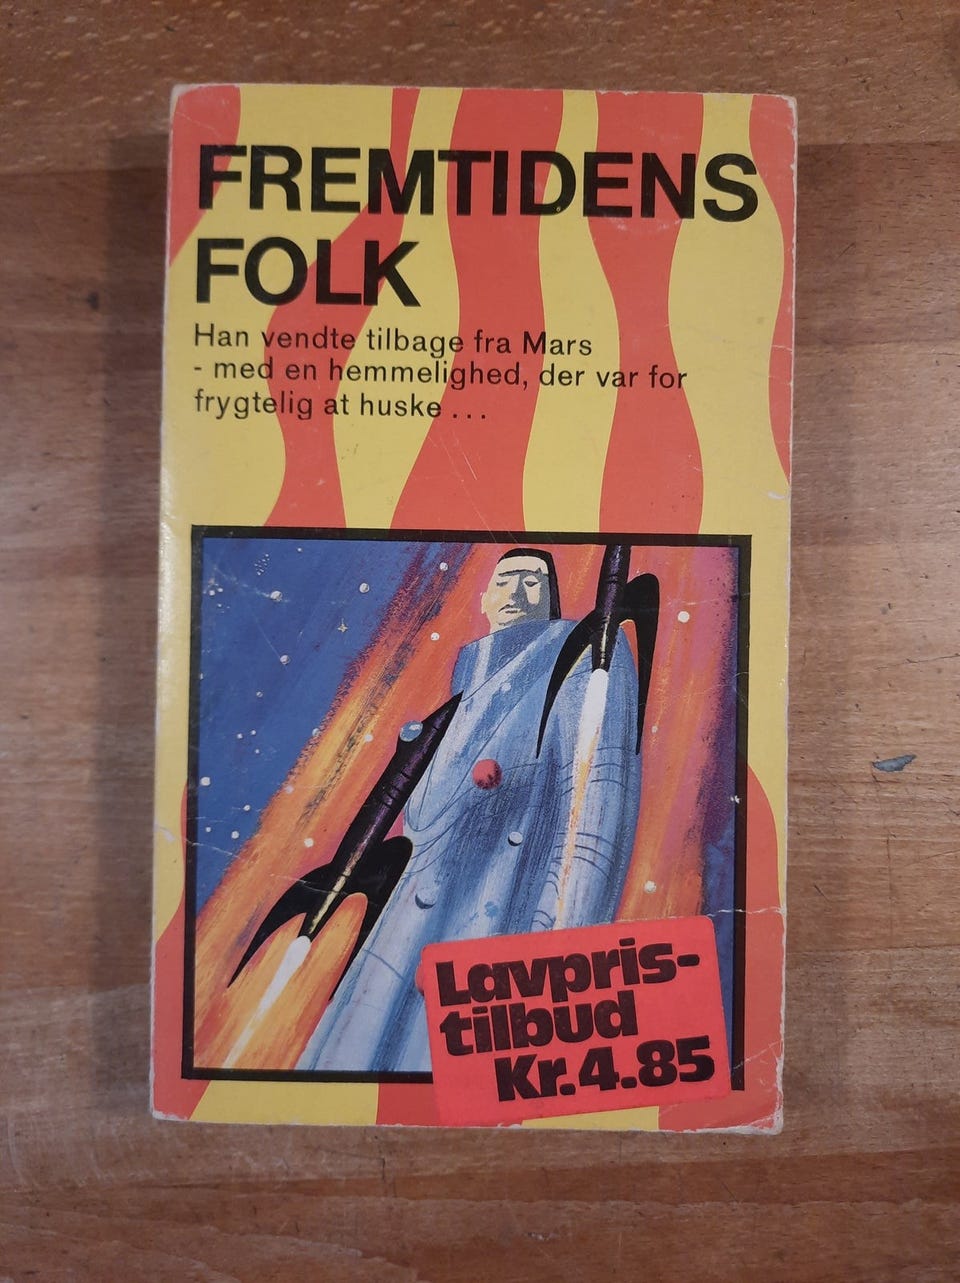 FREMTIDENS
FOLK
Han vendte tilbage fra Mars
- med en hemmelighed, der var for
frygtelig at huske ...
Lavpris-
tilbud
Kr. 4.85